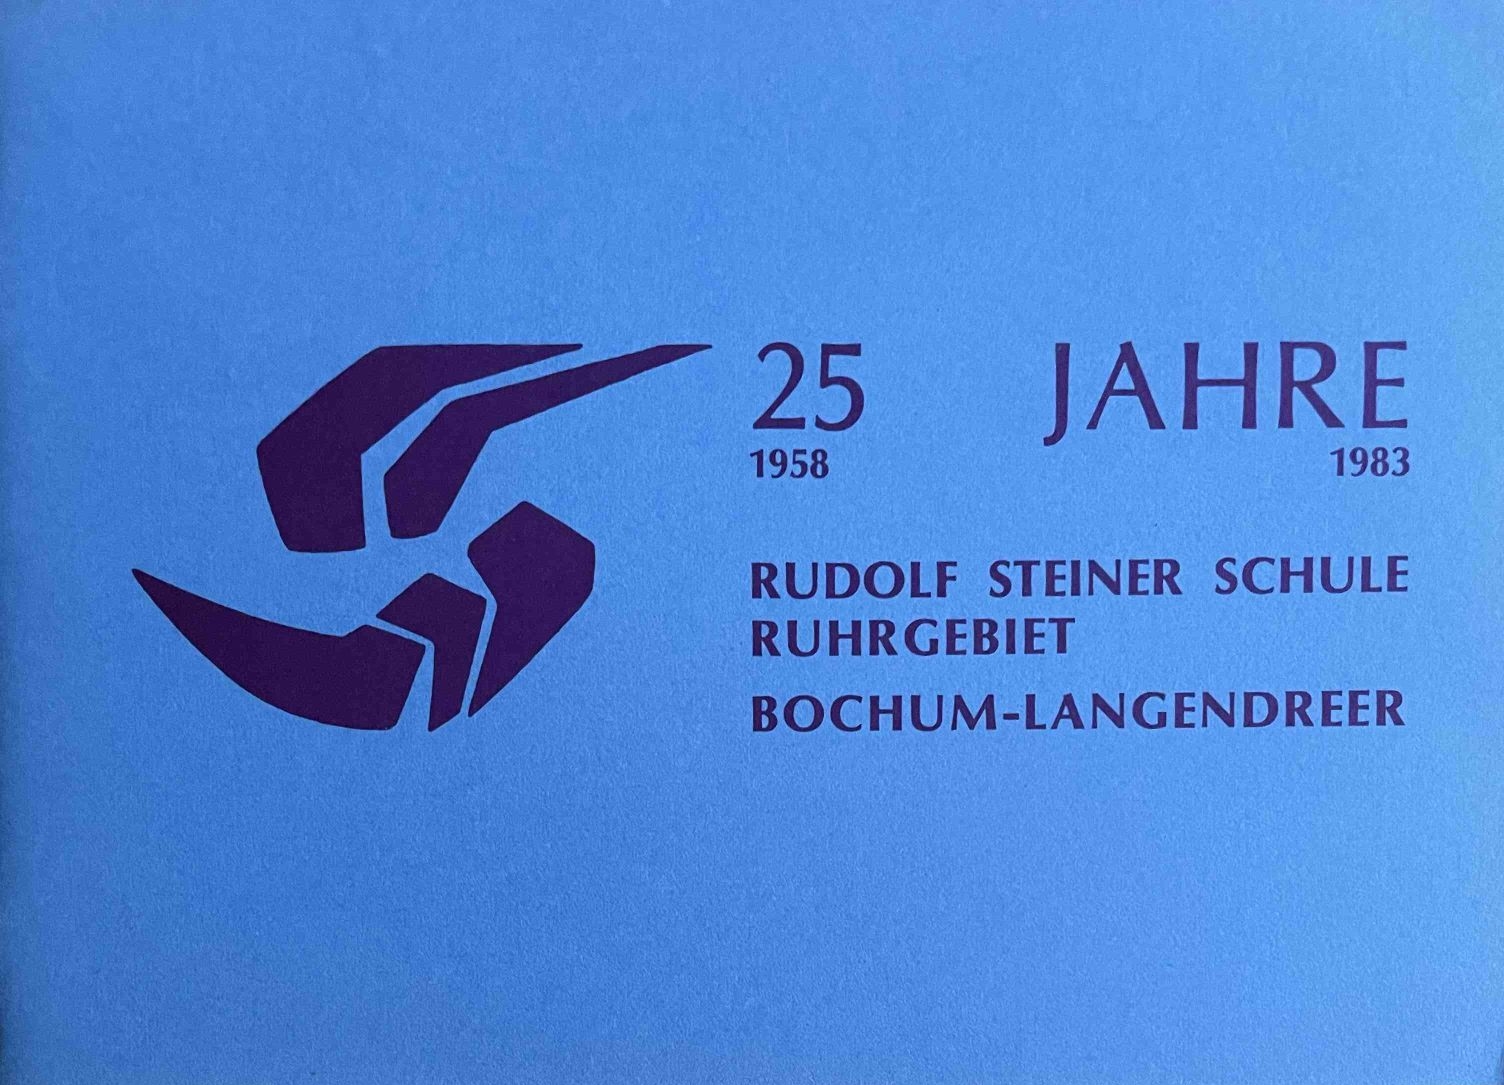 25 JAHRE
1958 1983
RUDOLF STEINER SCHULE
RUHRGEBIET
BOCHUM-LANGENDREER